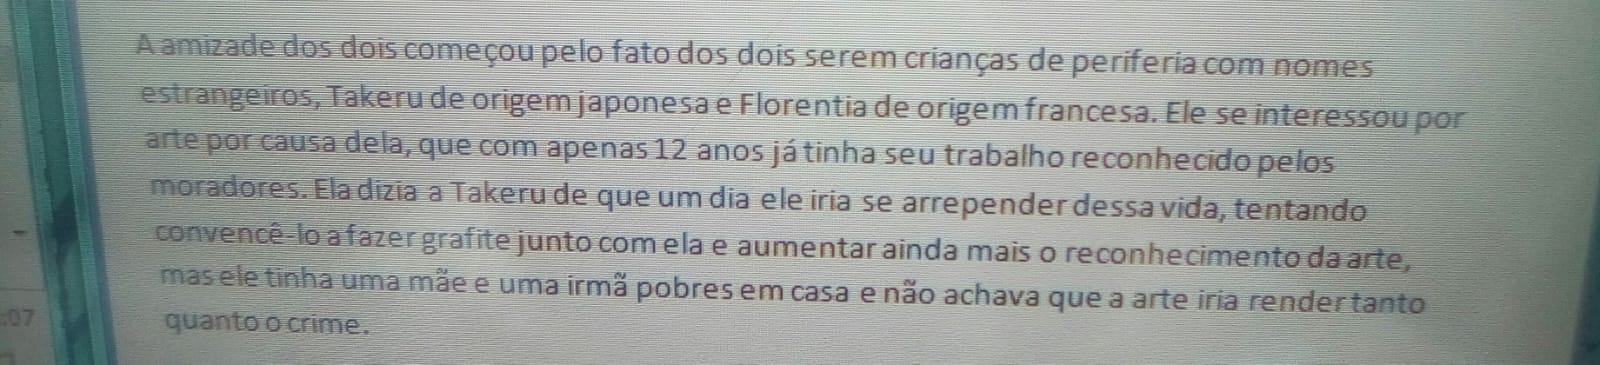 A amizade dos dois começou pelo fato dos dois serem crianças de periferia com nomes
estrangeiros, Takeru de origem japonesa e Florentia de origem francesa. Ele se interessou por
arte por causa dela, que com apenas 12 anos já tinha seu trabalho reconhecido pelos
moradores. Ela dizia a Takeru de que um dia ele iria se arrepender dessa vida, tentando
convencê-lo a fazer grafite junto com ela e aumentar ainda mais o reconhecimento da arte,
mas ele tinha uma mãe e uma irmã pobres em casa e não achava que a arte iria render tanto
quanto o crime.
:07